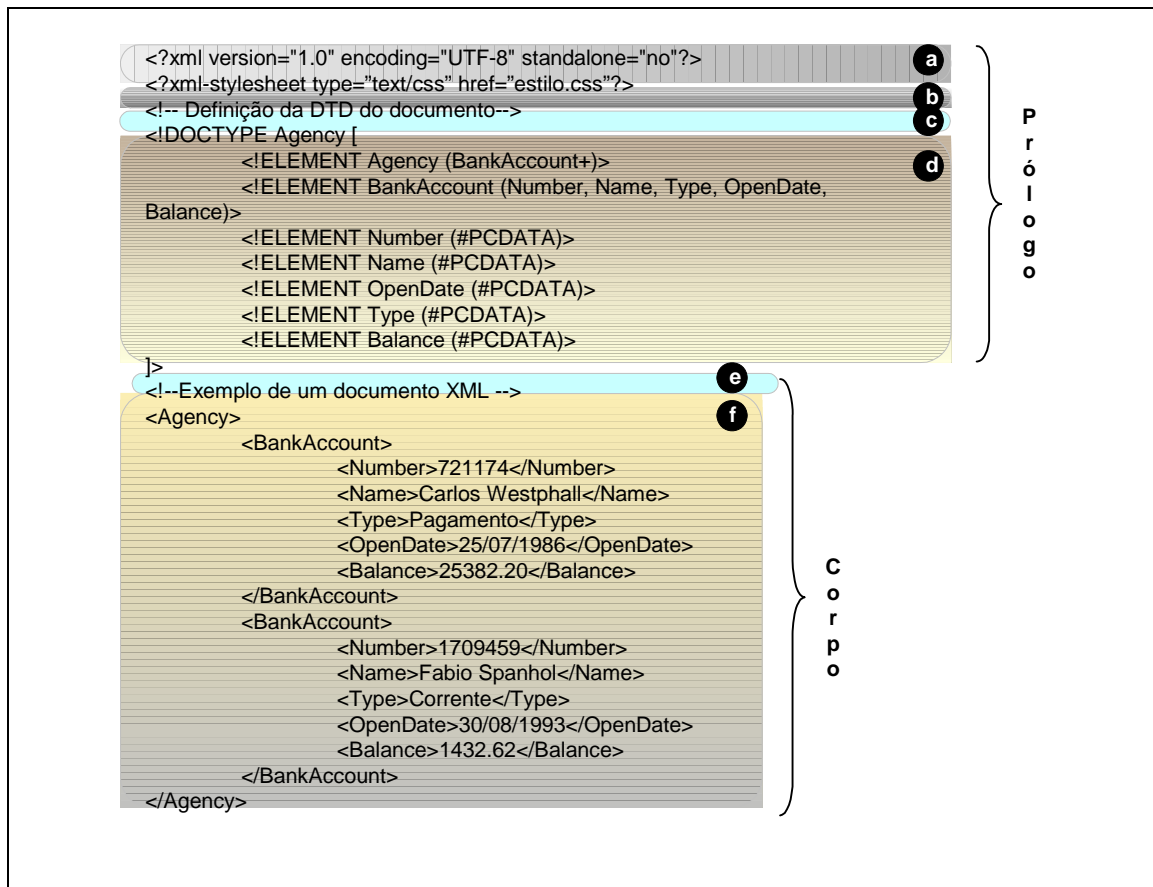 <?xml version="1.0" encoding="UTF-8" standalone="no"?>
a
<?xml-stylesheet type=”text/css” href=”estilo.css”?>
b
<!-- Definição da DTD do documento-->
c
<!DOCTYPE Agency [
<!ELEMENT Agency (BankAccount+)>
d
<!ELEMENT BankAccount (Number, Name, Type, OpenDate,
Balance)>
<!ELEMENT Number (#PCDATA)>
<!ELEMENT Name (#PCDATA)>
<!ELEMENT OpenDate (#PCDATA)>
<!ELEMENT Type (#PCDATA)>
<!ELEMENT Balance (#PCDATA)>
]>
Prólogo
<!--Exemplo de um documento XML -->
e
<Agency>
f
<BankAccount>
<Number>721174</Number>
<Name>Carlos Westphall</Name>
<Type>Pagamento</Type>
<OpenDate>25/07/1986</OpenDate>
<Balance>25382.20</Balance>
</BankAccount>
<BankAccount>
<Number>1709459</Number>
<Name>Fabio Spanhol</Name>
<Type>Corrente</Type>
<OpenDate>30/08/1993</OpenDate>
<Balance>1432.62</Balance>
</BankAccount>
</Agency>
Corpo